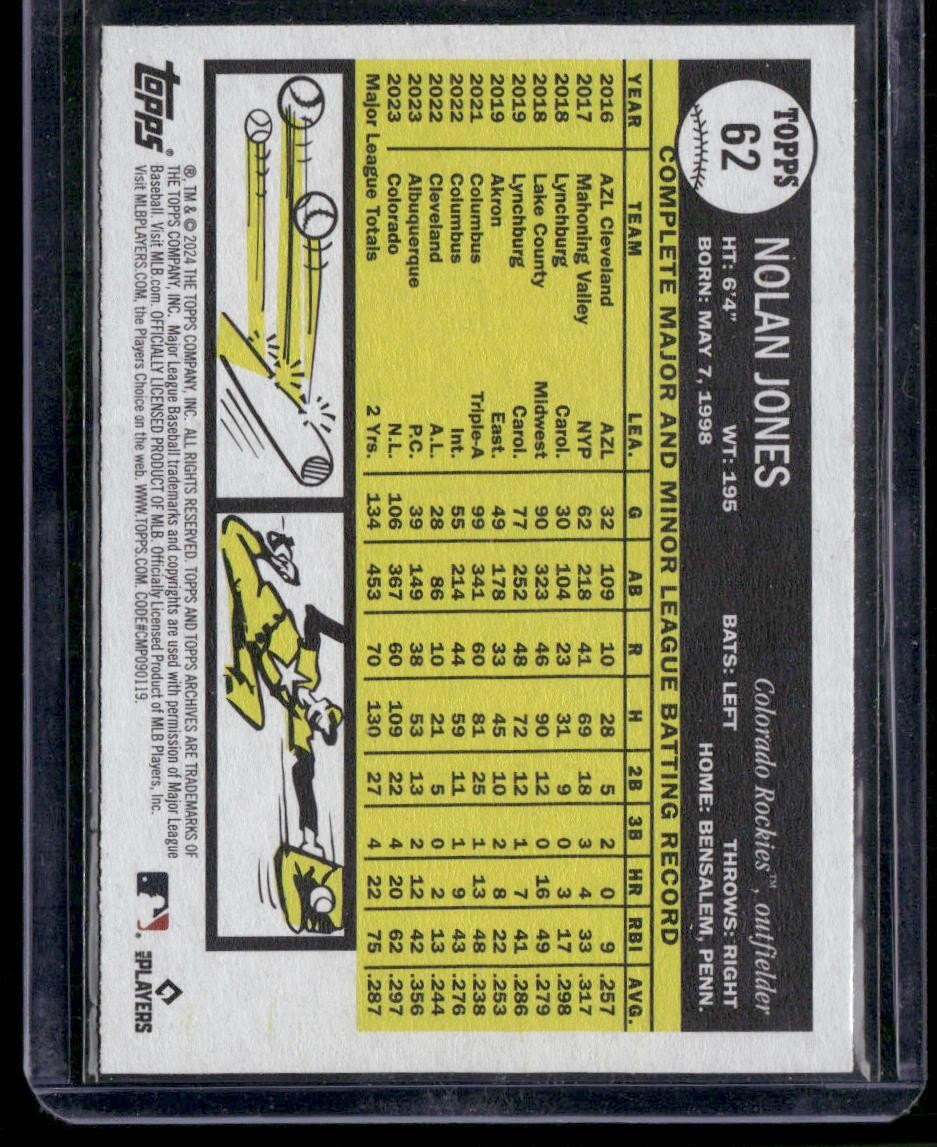 TOPPS
62
NOLAN JONES
Colorado Rockies™, outfielder
HT: 6'4" WT: 195 BATS: LEFT THROWS: RIGHT
BORN: MAY 7, 1998 HOME: BENSALEM, PENN.
COMPLETE MAJOR AND MINOR LEAGUE BATTING RECORD
YEAR TEAM LEA. G AB R H 2B 3B HR RBI AVG.
2016 AZL Cleveland AZL 32 109 10 28 5 2 0 9 .257
2017 Mahoning Valley NYP 62 218 41 69 18 3 4 33 .317
2018 Lynchburg Carol. 30 104 23 31 9 0 3 17 .298
2018 Lake County Midwest 90 323 46 90 12 0 16 49 .279
2019 Lynchburg Carol. 77 252 48 72 12 1 7 41 .286
2019 Akron East. 49 178 33 45 10 2 8 22 .253
2021 Columbus Triple-A 99 341 60 81 25 1 13 48 .238
2022 Columbus Int. 55 214 44 59 11 1 9 43 .276
2022 Cleveland A.L. 28 86 10 21 5 0 2 13 .244
2023 Albuquerque P.C. 39 149 38 53 13 2 12 42 .356
2023 Colorado N.L. 106 367 60 109 22 4 20 62 .297
Major League Totals 2 Yrs. 134 453 70 130 27 4 22 75 .287
Topps®
®, TM & © 2024 THE TOPPS COMPANY, INC. ALL RIGHTS RESERVED. TOPPS AND TOPPS ARCHIVES ARE TRADEMARKS OF
THE TOPPS COMPANY, INC. Major League Baseball trademarks and copyrights are used with permission of Major League
Baseball. Visit MLB.com. OFFICIALLY LICENSED PRODUCT OF MLB. Officially Licensed Product of MLB Players, Inc.
Visit MLBPLAYERS.COM, the Players Choice on the web. WWW.TOPPS.COM. CODE#CMP090119.
MLB PLAYERS